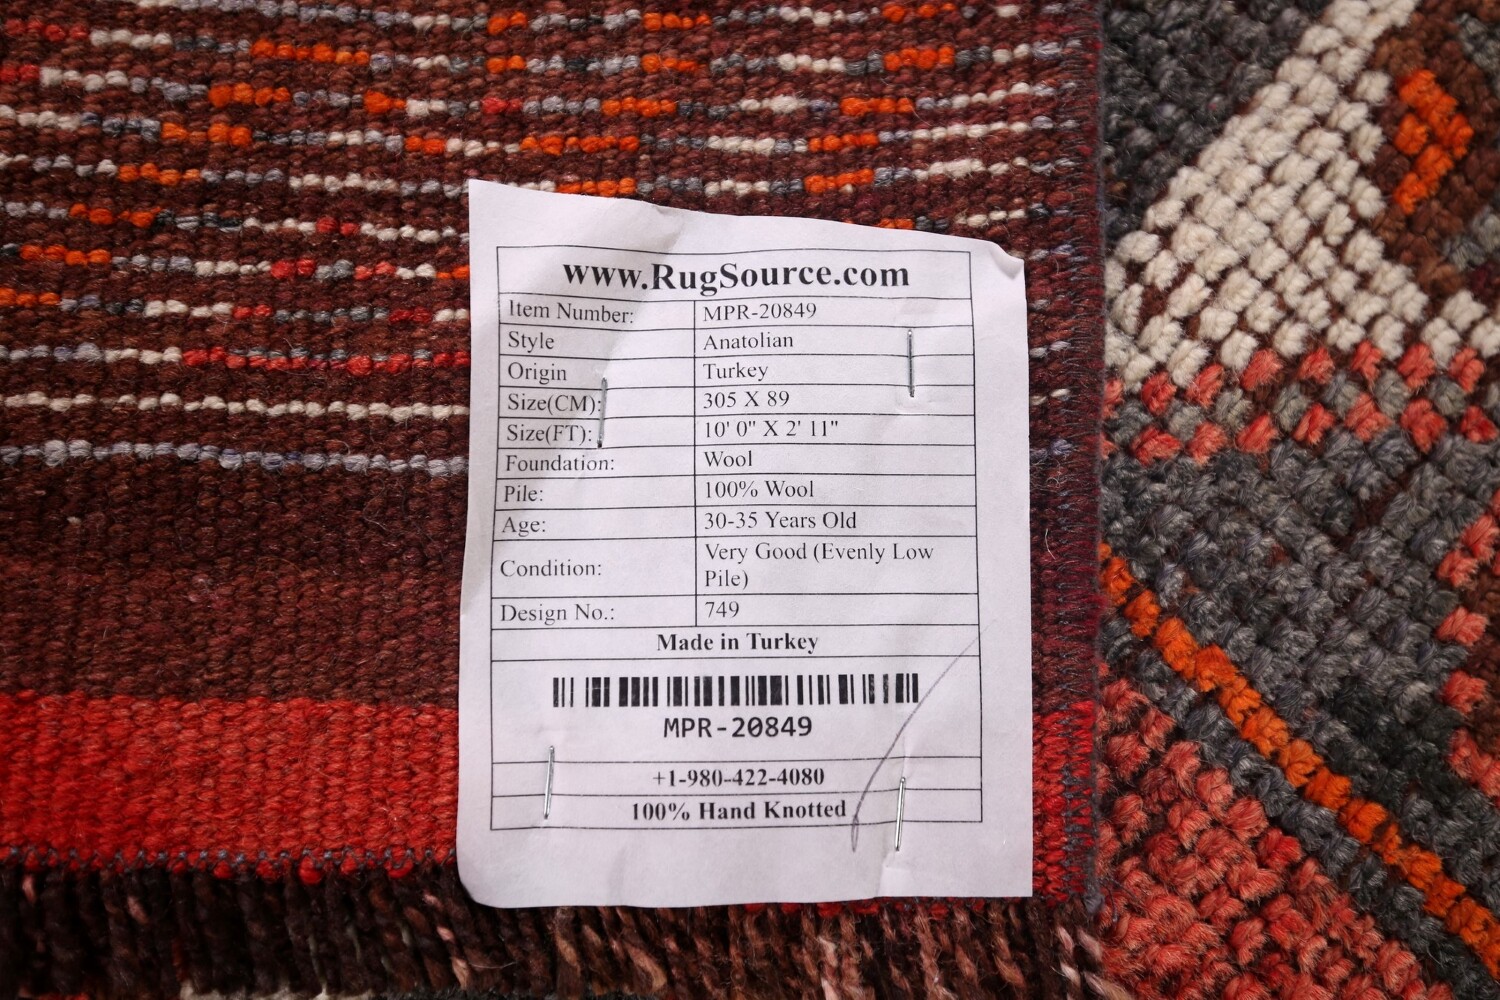 www.RugSource.com
Item Number: MPR-20849
Style Anatolian
Origin Turkey
Size(CM): 305 X 89
Size(FT): 10' 0" X 2' 11"
Foundation: Wool
Pile: 100% Wool
Age: 30-35 Years Old
Condition: Very Good (Evenly Low
Pile)
Design No.: 749
Made in Turkey
MPR-20849
+1-980-422-4080
100% Hand Knotted